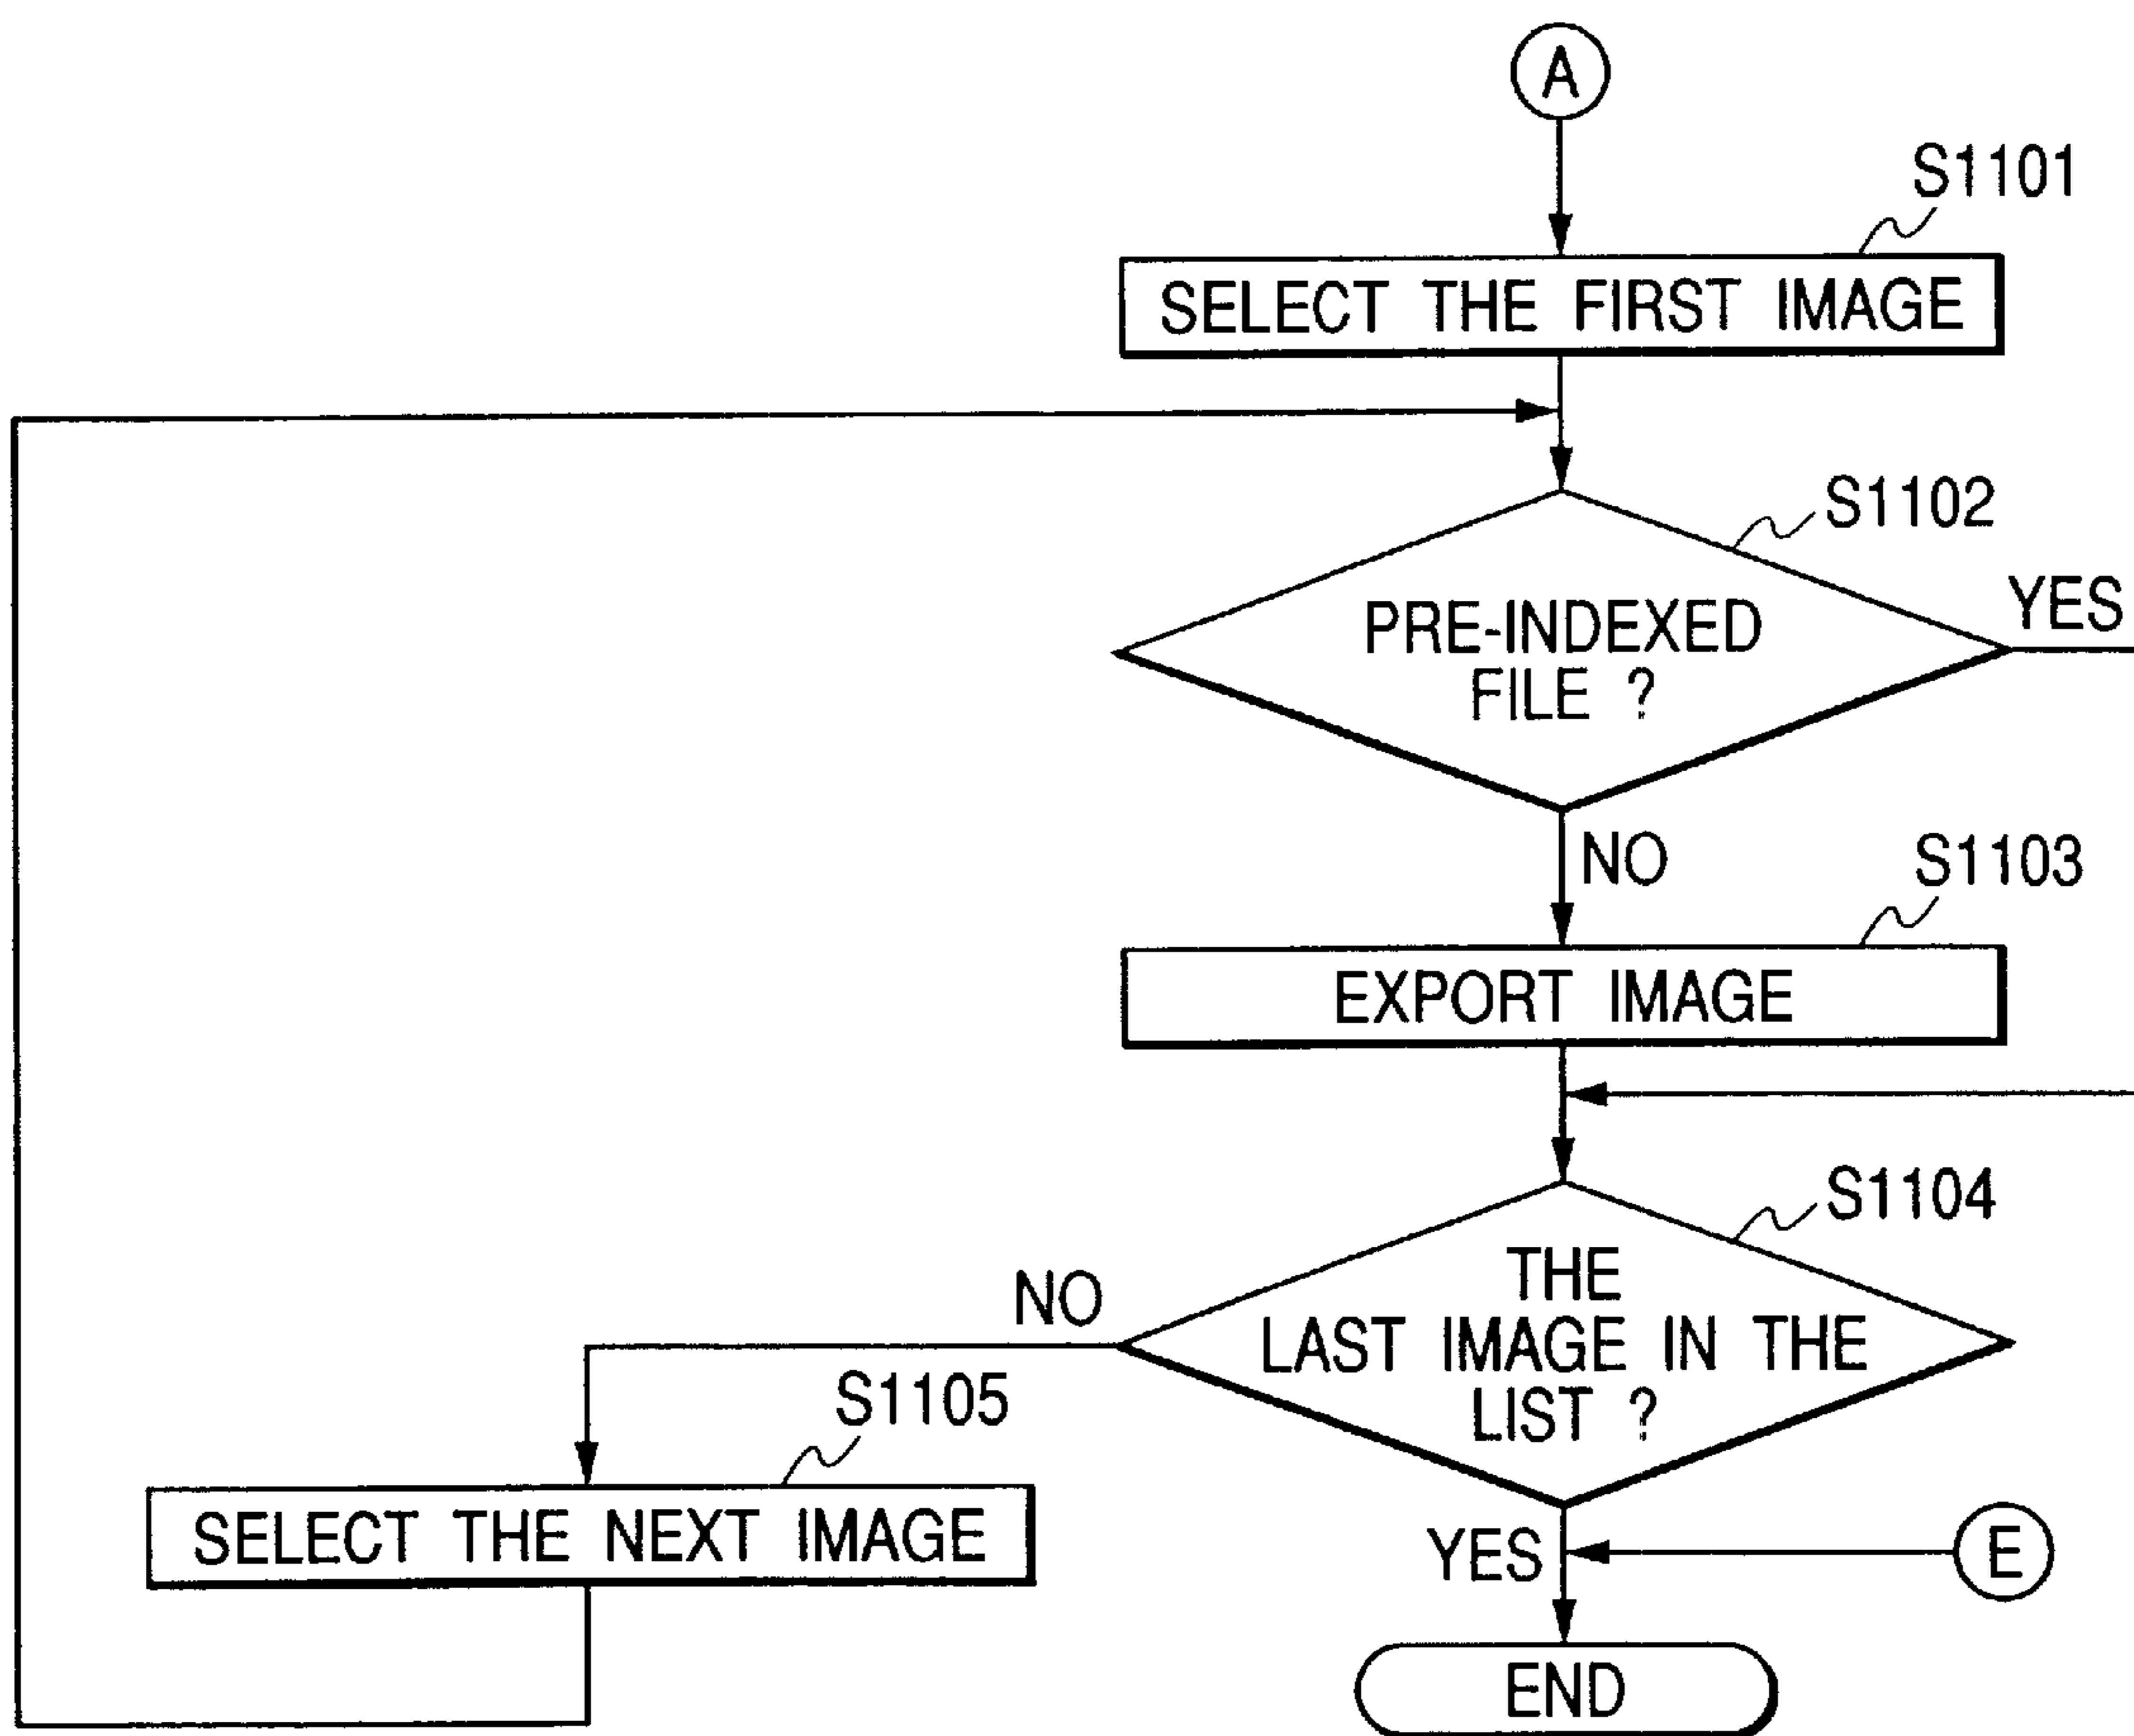 A
S1101
SELECT THE FIRST IMAGE
S1102
PRE-INDEXED
FILE ?
YES
NO
S1103
EXPORT IMAGE
S1104
THE
LAST IMAGE IN THE
LIST ?
NO
S1105
SELECT THE NEXT IMAGE
YES
E
END